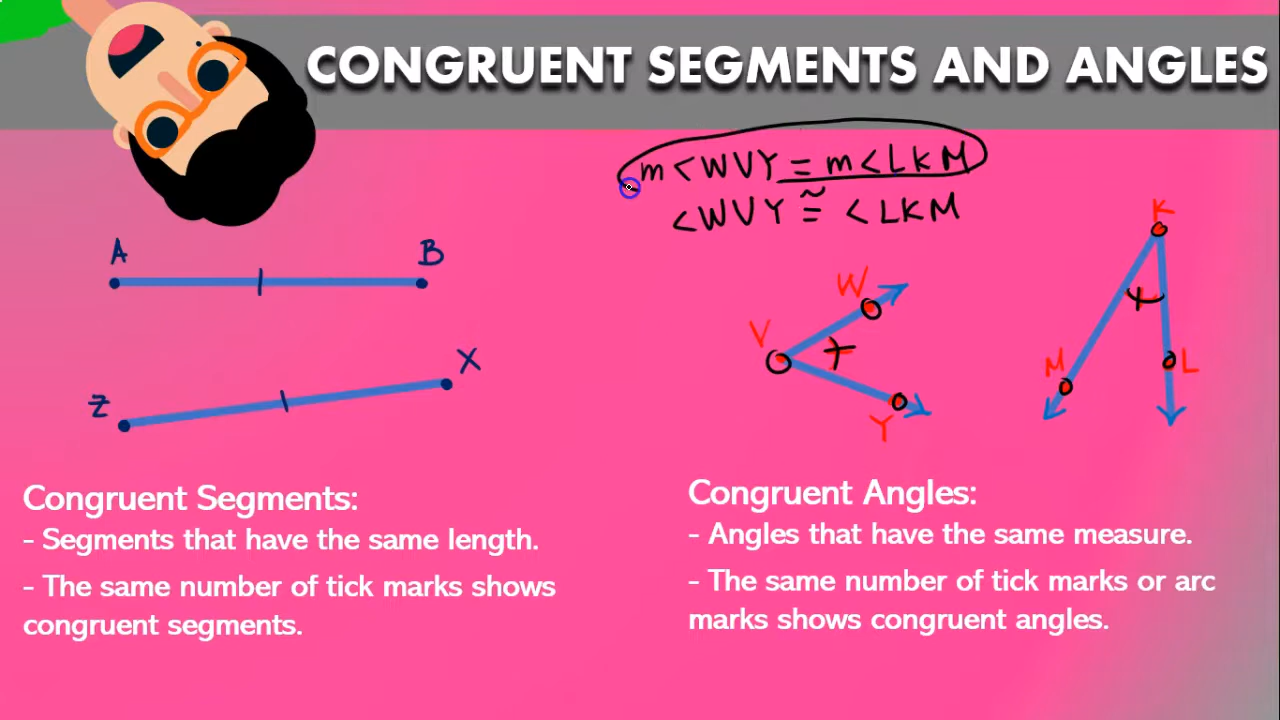 CONGRUENT SEGMENTS AND ANGLES
m<WVY = m<LKM
<WVY ≅ <LKM
A B
Z X
V W Y
K M L
Congruent Segments:
- Segments that have the same length.
- The same number of tick marks shows
congruent segments.
Congruent Angles:
- Angles that have the same measure.
- The same number of tick marks or arc
marks shows congruent angles.